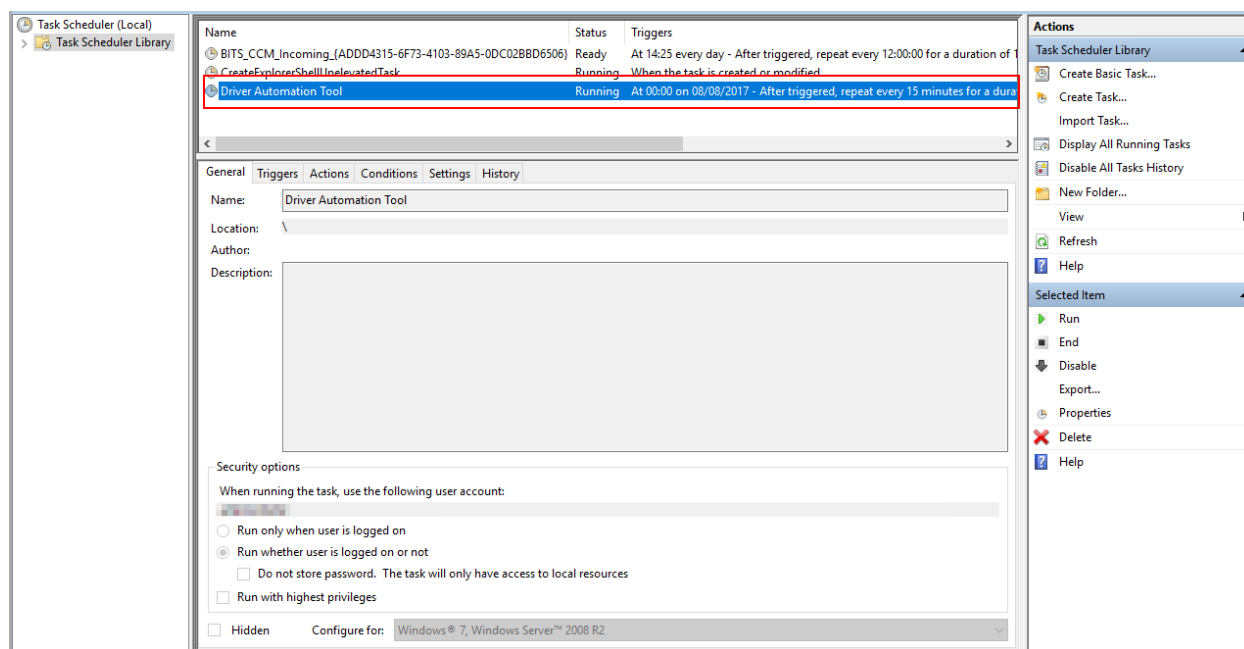 Task Scheduler (Local)
Task Scheduler Library
Name Status Triggers
BITS_CCM_Incoming_{ADDD4315-6F73-4103-89A5-0DC02BBD6506} Ready At 14:25 every day - After triggered, repeat every 12:00:00 for a duration of 1
CreateExplorerShellUnelevatedTask Running When the task is created or modified
Driver Automation Tool Running At 00:00 on 08/08/2017 - After triggered, repeat every 15 minutes for a dura
General Triggers Actions Conditions Settings History
Name: Driver Automation Tool
Location: \
Author:
Description:
Security options
When running the task, use the following user account:
Run only when user is logged on
Run whether user is logged on or not
Do not store password. The task will only have access to local resources
Run with highest privileges
Hidden Configure for: Windows® 7, Windows Server™ 2008 R2
Actions
Task Scheduler Library
Create Basic Task...
Create Task...
Import Task...
Display All Running Tasks
Disable All Tasks History
New Folder...
View
Refresh
Help
Selected Item
Run
End
Disable
Export...
Properties
Delete
Help